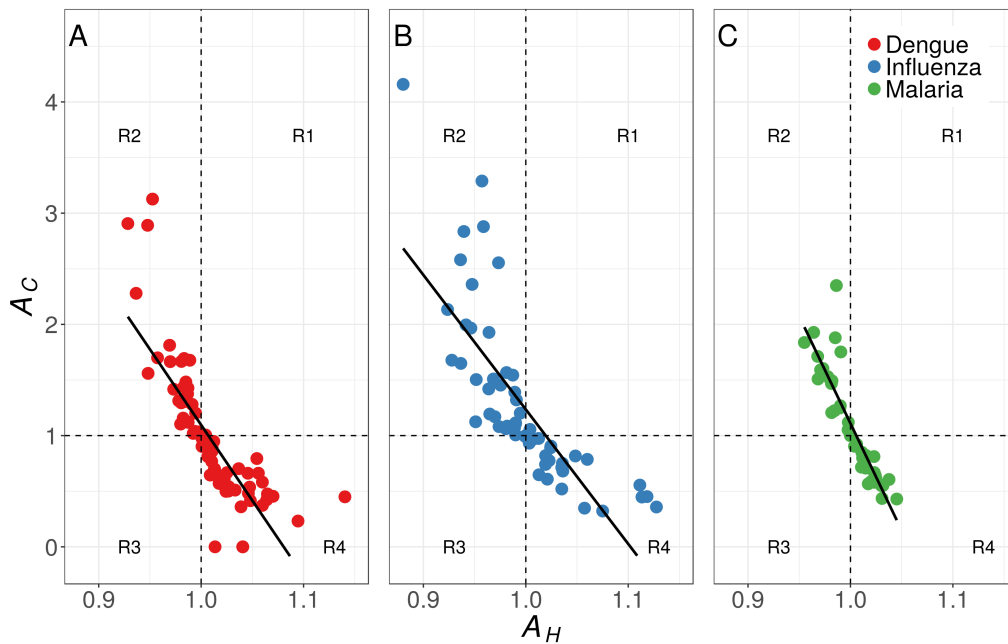 A B C
Dengue
Influenza
Malaria
R2 R1 R2 R1 R2 R1
R3 R4 R3 R4 R3 R4
4
3
2
1
0
A_C
0.9 1.0 1.1 0.9 1.0 1.1 0.9 1.0 1.1
A_H